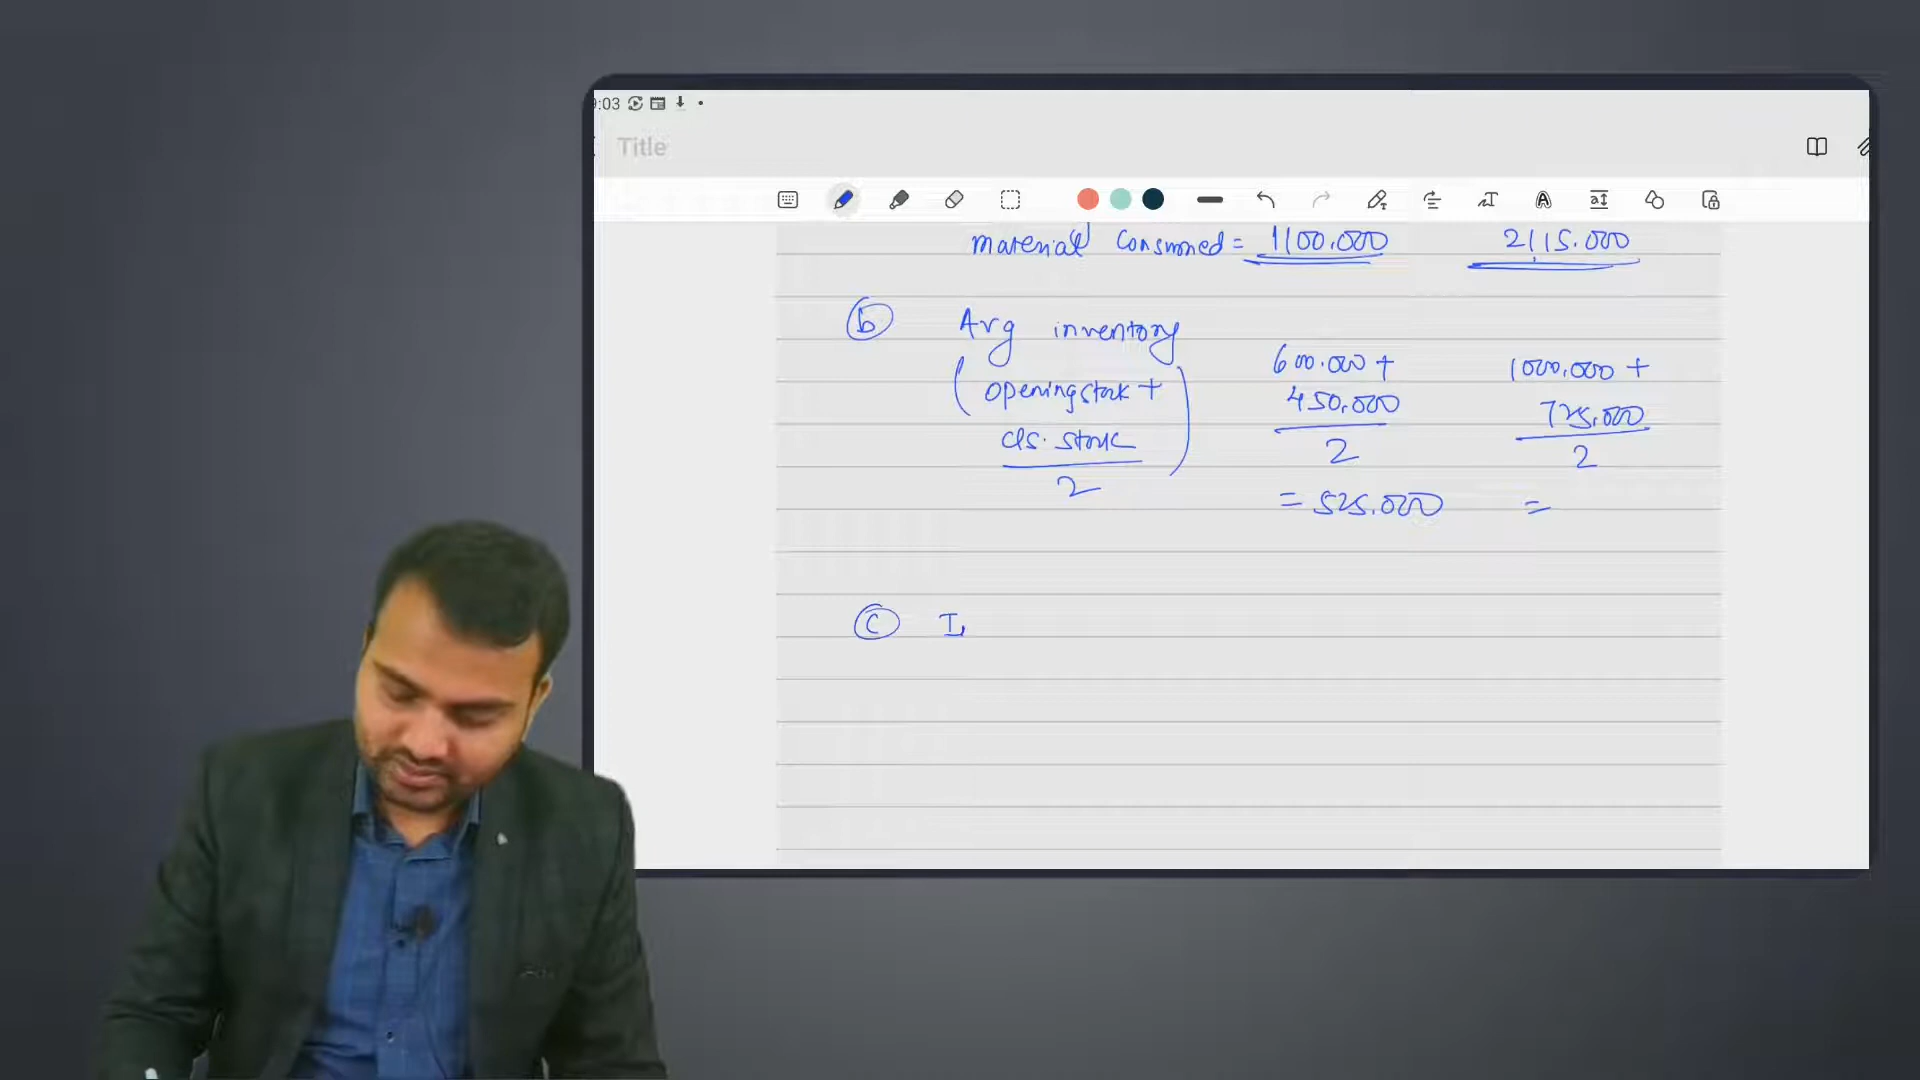 :03
Title
material Consumed = 1100.000 2115.000
(b) Avg inventory
( opening stock +
cls. stock
2 )
600.000 +
450.000
2
= 525.000
1000.000 +
725.000
2
=
(C) I